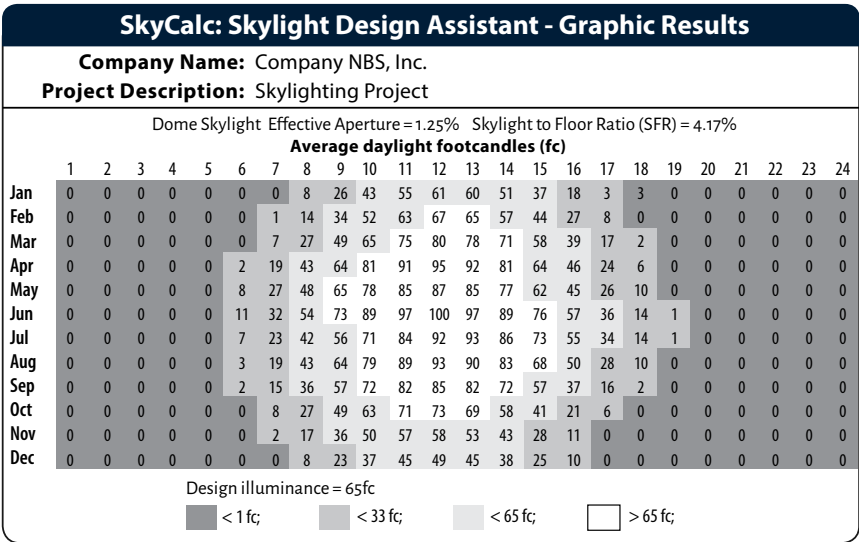 SkyCalc: Skylight Design Assistant - Graphic Results
Company Name: Company NBS, Inc.
Project Description: Skylighting Project
Dome Skylight Effective Aperture = 1.25% Skylight to Floor Ratio (SFR) = 4.17%
Average daylight footcandles (fc)
1 2 3 4 5 6 7 8 9 10 11 12 13 14 15 16 17 18 19 20 21 22 23 24
Jan 0 0 0 0 0 0 0 8 26 43 55 61 60 51 37 18 3 3 0 0 0 0 0 0
Feb 0 0 0 0 0 0 1 14 34 52 63 67 65 57 44 27 8 0 0 0 0 0 0 0
Mar 0 0 0 0 0 0 7 27 49 65 75 80 78 71 58 39 17 2 0 0 0 0 0 0
Apr 0 0 0 0 0 2 19 43 64 81 91 95 92 81 64 46 24 6 0 0 0 0 0 0
May 0 0 0 0 0 8 27 48 65 78 85 87 85 77 62 45 26 10 0 0 0 0 0 0
Jun 0 0 0 0 0 11 32 54 73 89 97 100 97 89 76 57 36 14 1 0 0 0 0 0
Jul 0 0 0 0 0 7 23 42 56 71 84 92 93 86 73 55 34 14 1 0 0 0 0 0
Aug 0 0 0 0 0 3 19 43 64 79 89 93 90 83 68 50 28 10 0 0 0 0 0 0
Sep 0 0 0 0 0 2 15 36 57 72 82 85 82 72 57 37 16 2 0 0 0 0 0 0
Oct 0 0 0 0 0 0 8 27 49 63 71 73 69 58 41 21 6 0 0 0 0 0 0 0
Nov 0 0 0 0 0 0 2 17 36 50 57 58 53 43 28 11 0 0 0 0 0 0 0 0
Dec 0 0 0 0 0 0 0 8 23 37 45 49 45 38 25 10 0 0 0 0 0 0 0 0
Design illuminance = 65fc
< 1 fc; < 33 fc; < 65 fc; > 65 fc;